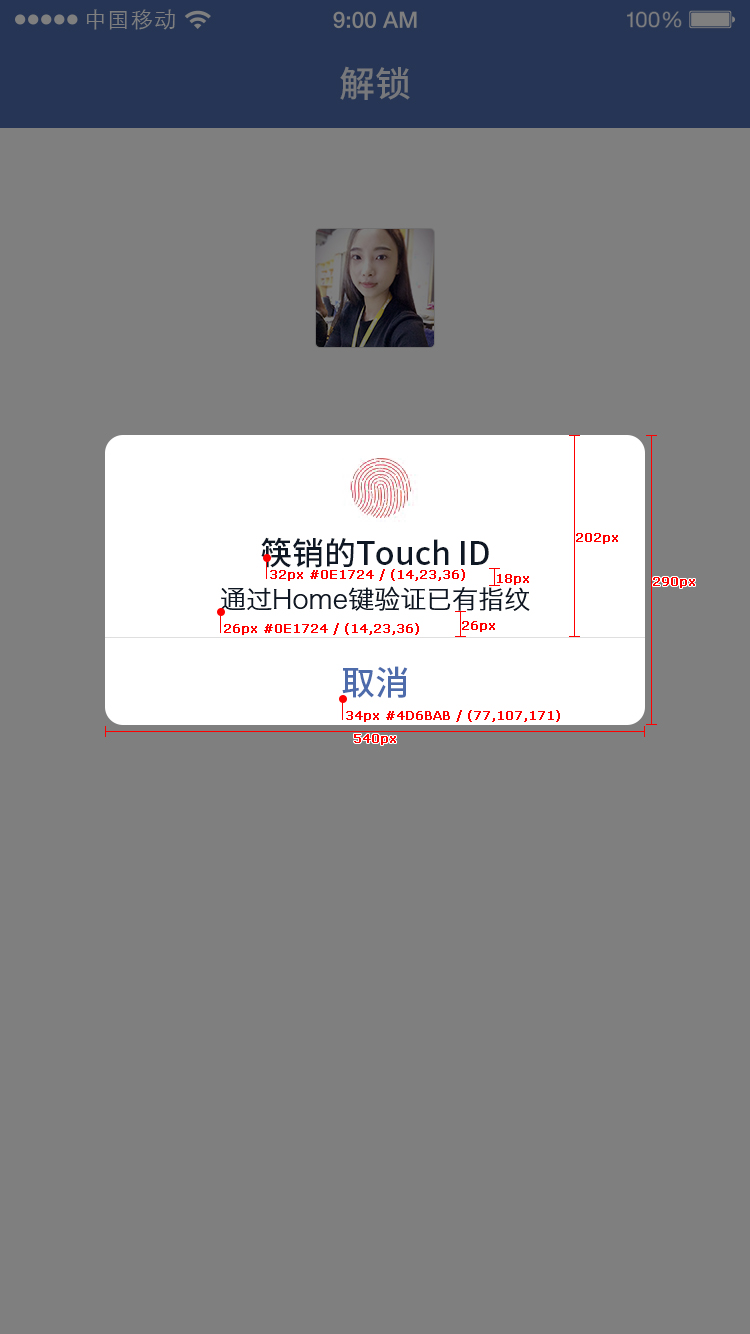 中国移动 9:00 AM 100%
解锁
202px
筷销的Touch ID
32px #0E1724 / (14,23,36)
18px
290px
通过Home键验证已有指纹
26px #0E1724 / (14,23,36)
26px
取消
34px #4D6BAB / (77,107,171)
540px